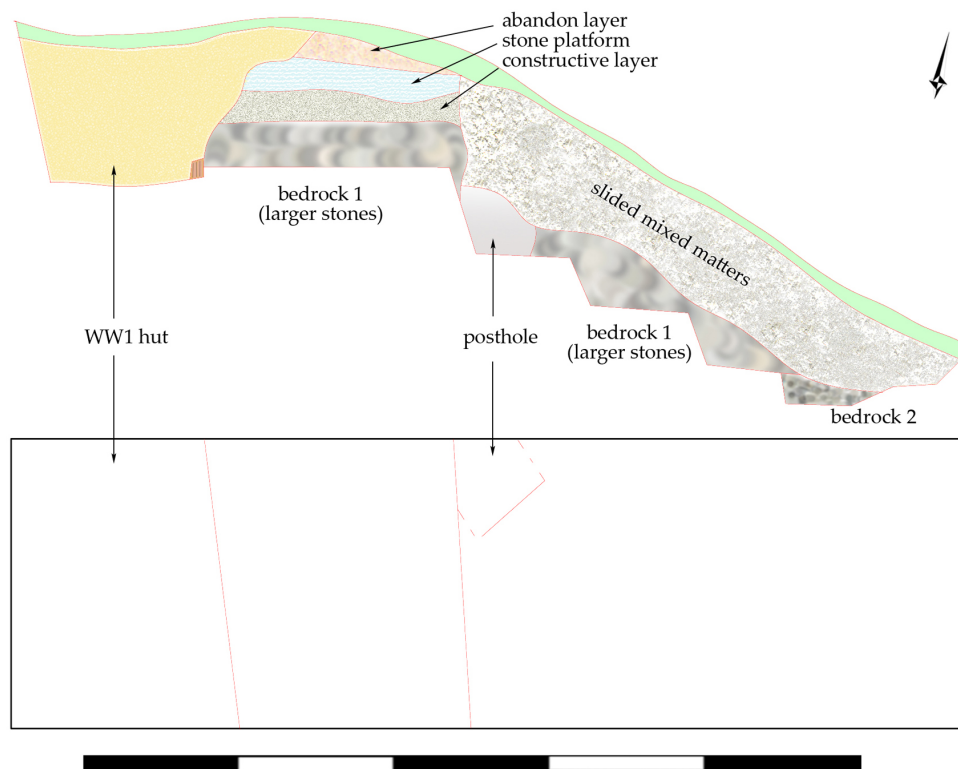 abandon layer
stone platform
constructive layer
bedrock 1
(larger stones)
slided mixed matters
WW1 hut
posthole
bedrock 1
(larger stones)
bedrock 2